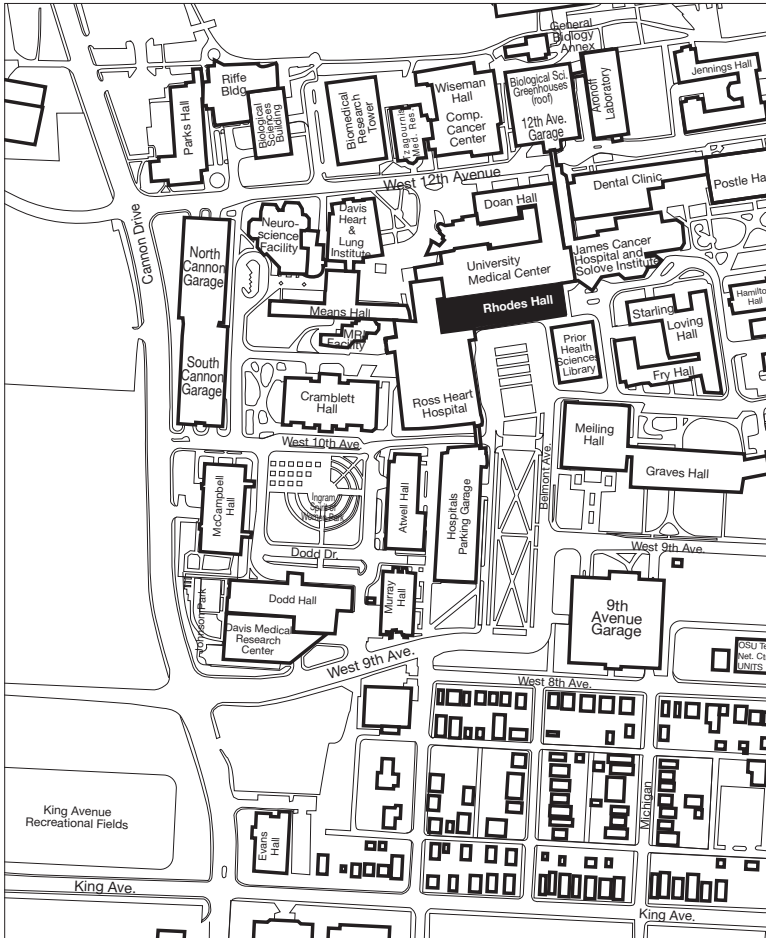 General
Biology
Annex
Riffe
Bldg.
Jennings Hall
Parks Hall
Biological
Sciences
Building
Biomedical
Research
Tower
Med. Res.
Wiseman
Hall
Comp.
Cancer
Center
Biological Sci.
Greenhouses
(roof)
12th Ave.
Garage
Aronoff
Laboratory
West 12th Avenue
Dental Clinic
Doan Hall
Cannon Drive
Neuro-
science
Facility
Davis
Heart
&
Lung
Institute
North
Cannon
Garage
University
Medical Center
James Cancer
Hospital and
Solove Institute
Means Hall
Rhodes Hall
Starling
Loving
Hall
Hall
Facility
Prior
Health
Sciences
Library
Fry Hall
South
Cannon
Garage
Cramblett
Hall
Ross Heart
Hospital
West 10th Ave.
Meiling
Hall
Graves Hall
McCampbell
Hall
Ingram
Atwell Hall
Hospitals
Parking Garage
Belmont Ave.
Dodd Dr.
West 9th Ave.
Dodd Hall
Murray
Hall
9th
Avenue
Garage
Johnson Park
Davis Medical
Research
Center
West 9th Ave.
Net.
UNITS
West 8th Ave.
Michigan
King Avenue
Recreational Fields
Evans
Hall
King Ave.
King Ave.